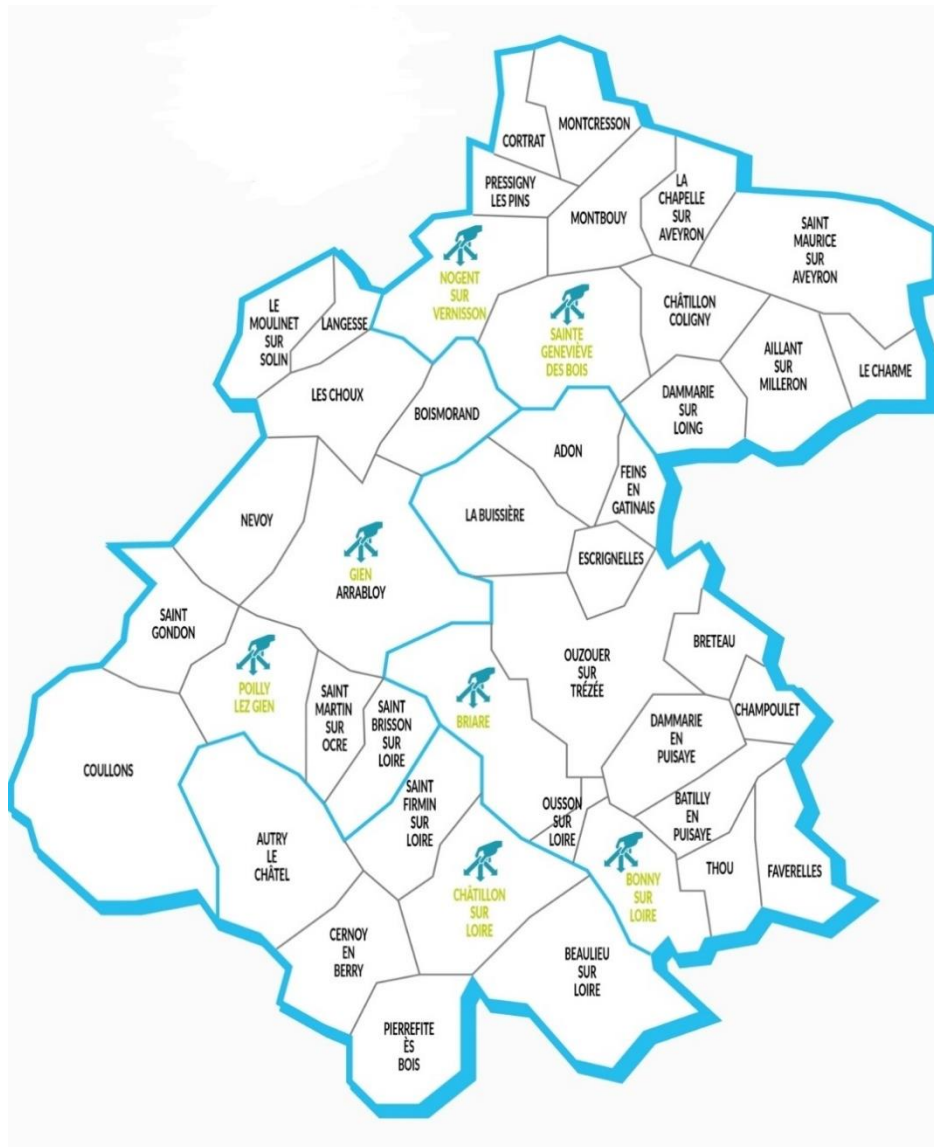 MONTCRESSON
CORTRAT
PRESSIGNY
LES PINS
MONTBOUY
LA
CHAPELLE
SUR
AVEYRON
SAINT
MAURICE
SUR
AVEYRON
NOGENT
SUR
VERNISSON
LE
MOULINET
SUR
SOLIN
LANGESSE
SAINTE
GENEVIÈVE
DES BOIS
CHÂTILLON
COLIGNY
AILLANT
SUR
MILLERON
LE CHARME
LES CHOUX
BOISMORAND
DAMMARIE
SUR
LOING
ADON
FEINS
EN
GATINAIS
NEVOY
LA BUISSIÈRE
ESCRIGNELLES
GIEN
ARRABLOY
SAINT
GONDON
BRETEAU
OUZOUER
SUR
TRÉZÉE
POILLY
LEZ GIEN
SAINT
MARTIN
SUR
OCRE
SAINT
BRISSON
SUR
LOIRE
BRIARE
CHAMPOULET
DAMMARIE
EN
PUISAYE
COULLONS
SAINT
FIRMIN
SUR
LOIRE
OUSSON
SUR
LOIRE
BATILLY
EN
PUISAYE
AUTRY
LE
CHÂTEL
CHÂTILLON
SUR
LOIRE
BONNY
SUR
LOIRE
THOU
FAVERELLES
CERNOY
EN
BERRY
BEAULIEU
SUR
LOIRE
PIERREFITE
ÈS
BOIS